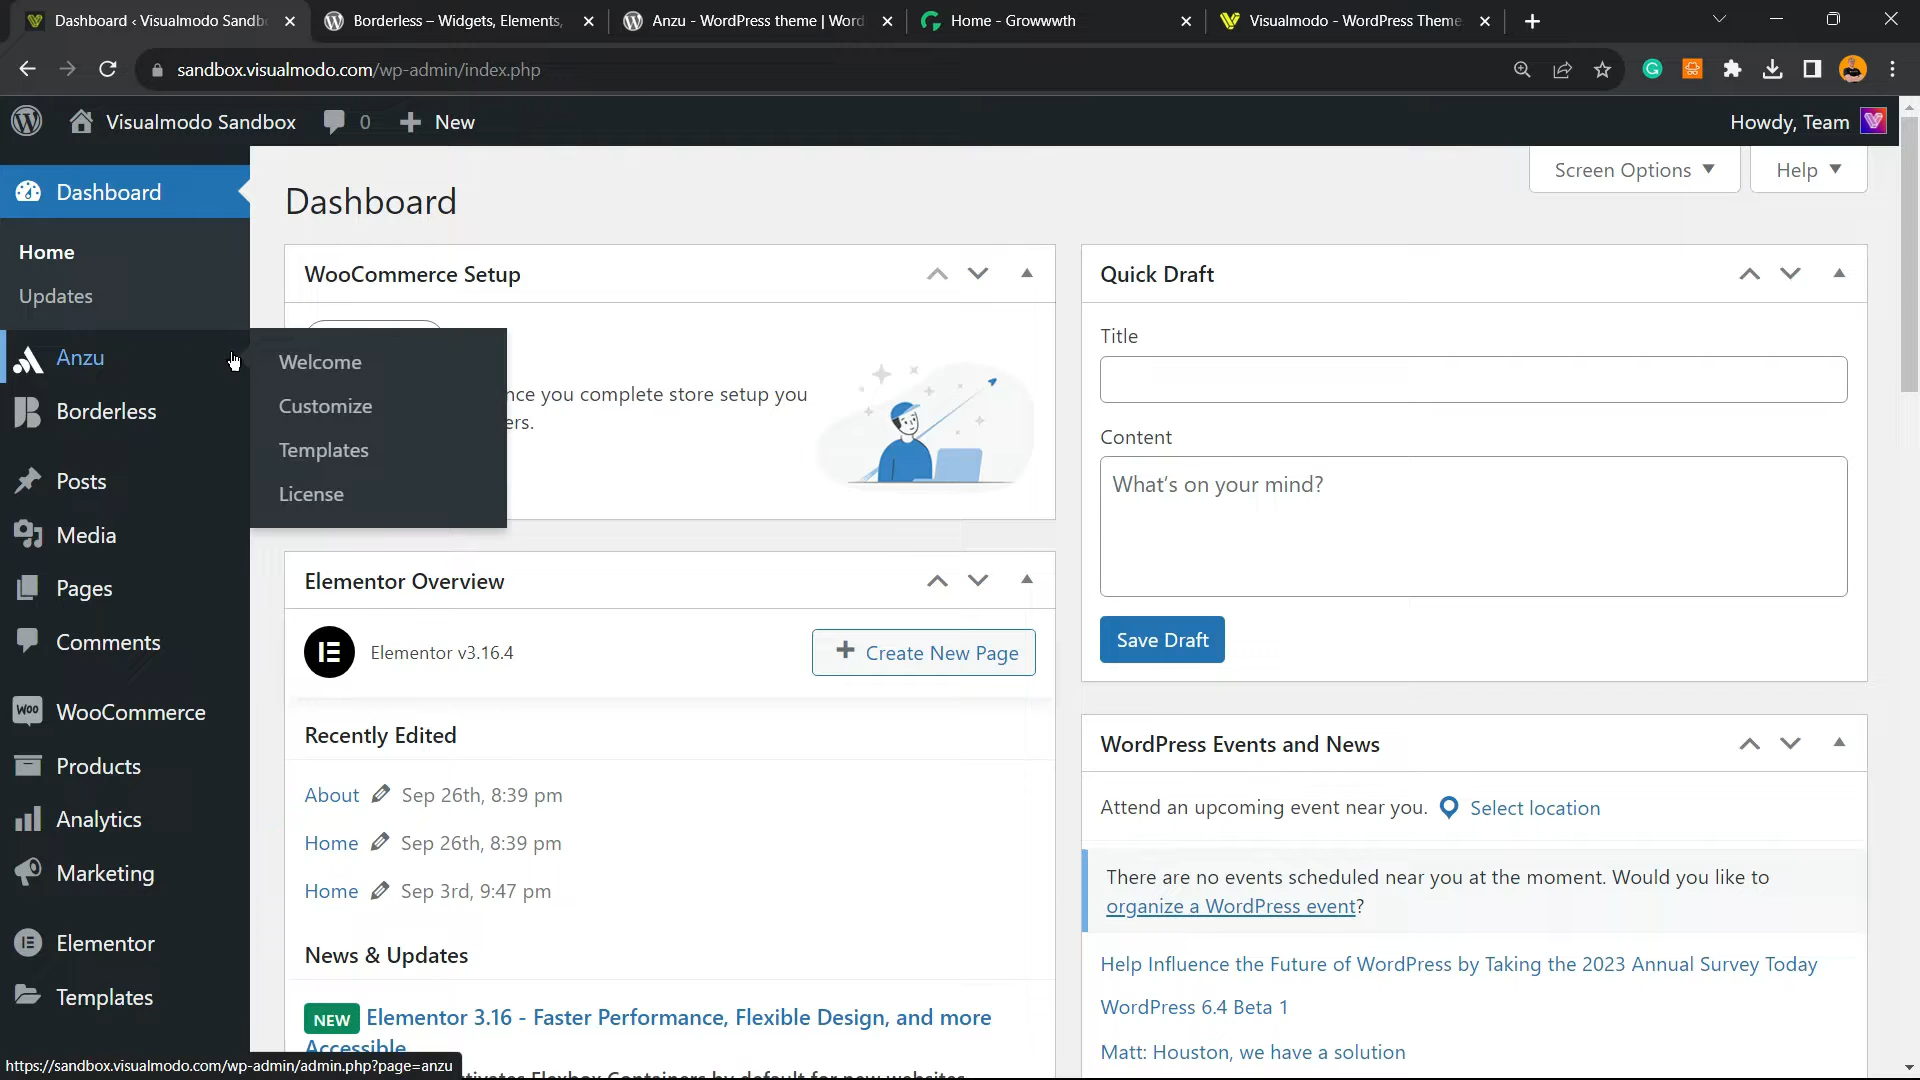 Dashboard ‹ Visualmodo Sandb
Borderless – Widgets, Elements,
Anzu - WordPress theme | Word
Home - Growwwth
Visualmodo - WordPress Theme
sandbox.visualmodo.com/wp-admin/index.php
Visualmodo Sandbox
0
New
Howdy, Team
Screen Options
Help
Dashboard
Home
Updates
Anzu
Borderless
Posts
Media
Pages
Comments
WooCommerce
Products
Analytics
Marketing
Elementor
Templates
Welcome
Customize
Templates
License
Dashboard
WooCommerce Setup
nce you complete store setup you
ers.
Elementor Overview
Elementor v3.16.4
Create New Page
Recently Edited
About Sep 26th, 8:39 pm
Home Sep 26th, 8:39 pm
Home Sep 3rd, 9:47 pm
News & Updates
NEW Elementor 3.16 - Faster Performance, Flexible Design, and more
Accessible
Quick Draft
Title
Content
What's on your mind?
Save Draft
WordPress Events and News
Attend an upcoming event near you. Select location
There are no events scheduled near you at the moment. Would you like to
organize a WordPress event?
Help Influence the Future of WordPress by Taking the 2023 Annual Survey Today
WordPress 6.4 Beta 1
Matt: Houston, we have a solution
https://sandbox.visualmodo.com/wp-admin/admin.php?page=anzu